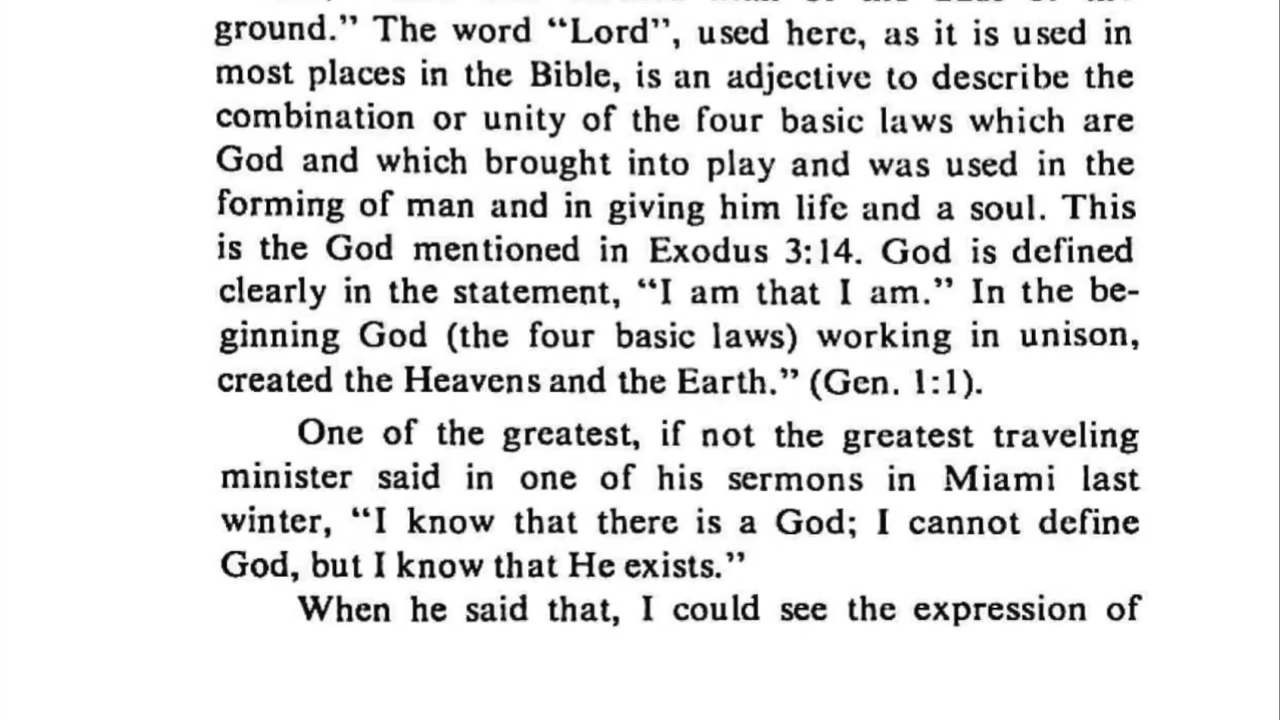 ground.” The word “Lord”, used here, as it is used in
most places in the Bible, is an adjective to describe the
combination or unity of the four basic laws which are
God and which brought into play and was used in the
forming of man and in giving him life and a soul. This
is the God mentioned in Exodus 3:14. God is defined
clearly in the statement, “I am that I am.” In the be-
ginning God (the four basic laws) working in unison,
created the Heavens and the Earth.” (Gen. 1:1).
One of the greatest, if not the greatest traveling
minister said in one of his sermons in Miami last
winter, “I know that there is a God; I cannot define
God, but I know that He exists.”
When he said that, I could see the expression of